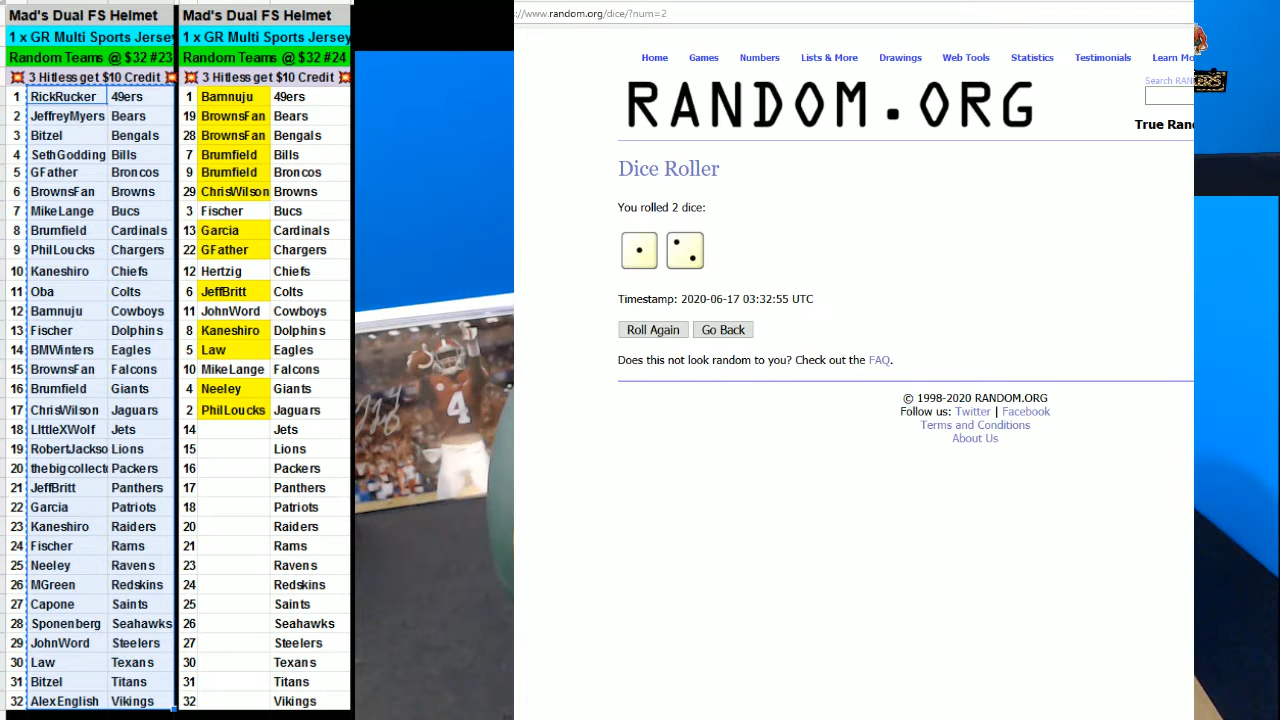 Mad's Dual FS Helmet
1 x GR Multi Sports Jersey
Random Teams @ $32 #23
3 Hitless get $10 Credit
1 RickRucker 49ers
2 JeffreyMyers Bears
3 Bitzel Bengals
4 SethGodding Bills
5 GFather Broncos
6 BrownsFan Browns
7 MikeLange Bucs
8 Brumfield Cardinals
9 PhilLoucks Chargers
10 Kaneshiro Chiefs
11 Oba Colts
12 Bamnuju Cowboys
13 Fischer Dolphins
14 BMWinters Eagles
15 BrownsFan Falcons
16 Brumfield Giants
17 ChrisWilson Jaguars
18 LIttleXWolf Jets
19 RobertJackso Lions
20 thebigcollect Packers
21 JeffBritt Panthers
22 Garcia Patriots
23 Kaneshiro Raiders
24 Fischer Rams
25 Neeley Ravens
26 MGreen Redskins
27 Capone Saints
28 Sponenberg Seahawks
29 JohnWord Steelers
30 Law Texans
31 Bitzel Titans
32 AlexEnglish Vikings
Mad's Dual FS Helmet
1 x GR Multi Sports Jersey
Random Teams @ $32 #24
3 Hitless get $10 Credit
1 Bamnuju 49ers
19 BrownsFan Bears
28 BrownsFan Bengals
7 Brumfield Bills
9 Brumfield Broncos
29 ChrisWilson Browns
3 Fischer Bucs
13 Garcia Cardinals
22 GFather Chargers
12 Hertzig Chiefs
6 JeffBritt Colts
11 JohnWord Cowboys
8 Kaneshiro Dolphins
5 Law Eagles
10 MikeLange Falcons
4 Neeley Giants
2 PhilLoucks Jaguars
14 Jets
15 Lions
16 Packers
17 Panthers
18 Patriots
20 Raiders
21 Rams
23 Ravens
24 Redskins
25 Saints
26 Seahawks
27 Steelers
30 Texans
31 Titans
32 Vikings
://www.random.org/dice/?num=2
Home Games Numbers Lists & More Drawings Web Tools Statistics Testimonials Learn Mo
Search RAN
RANDOM.ORG
True Ran
Dice Roller
You rolled 2 dice:
Timestamp: 2020-06-17 03:32:55 UTC
Roll Again Go Back
Does this not look random to you? Check out the FAQ.
© 1998-2020 RANDOM.ORG
Follow us: Twitter | Facebook
Terms and Conditions
About Us
4